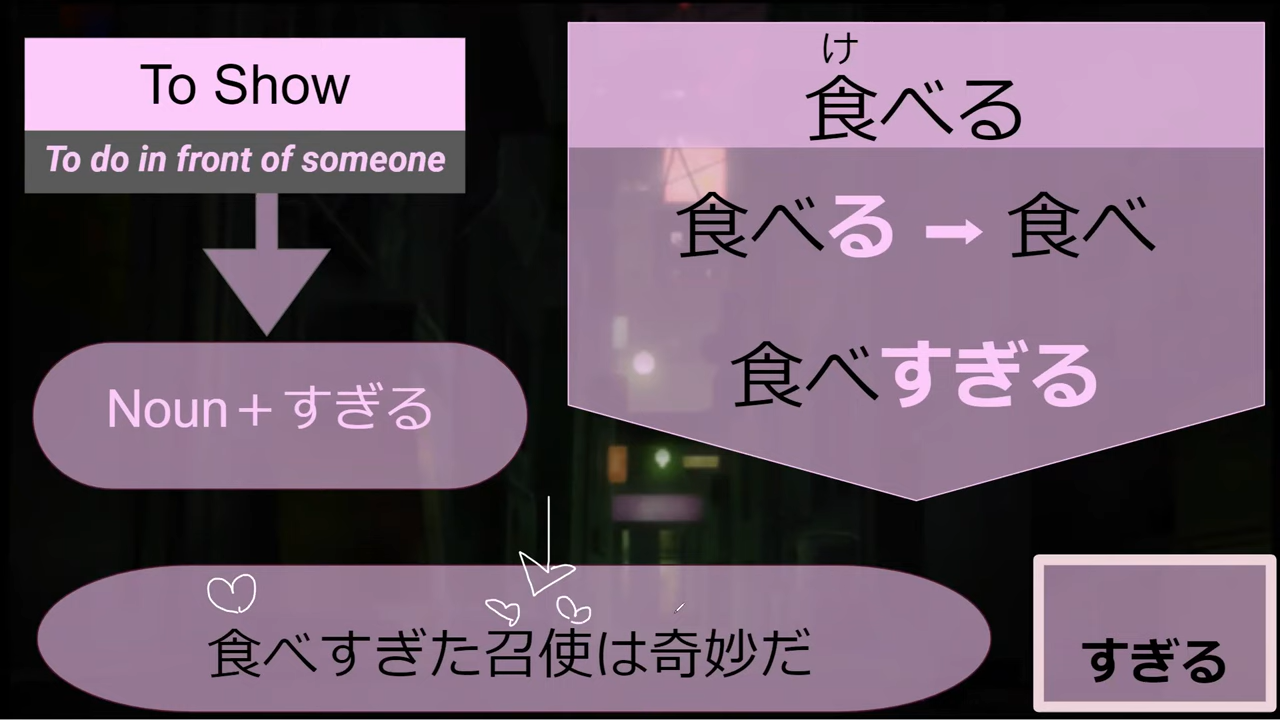 To Show
To do in front of someone
Noun + すぎる
け
食べる
食べる → 食べ
食べすぎる
食べすぎた召使は奇妙だ
すぎる